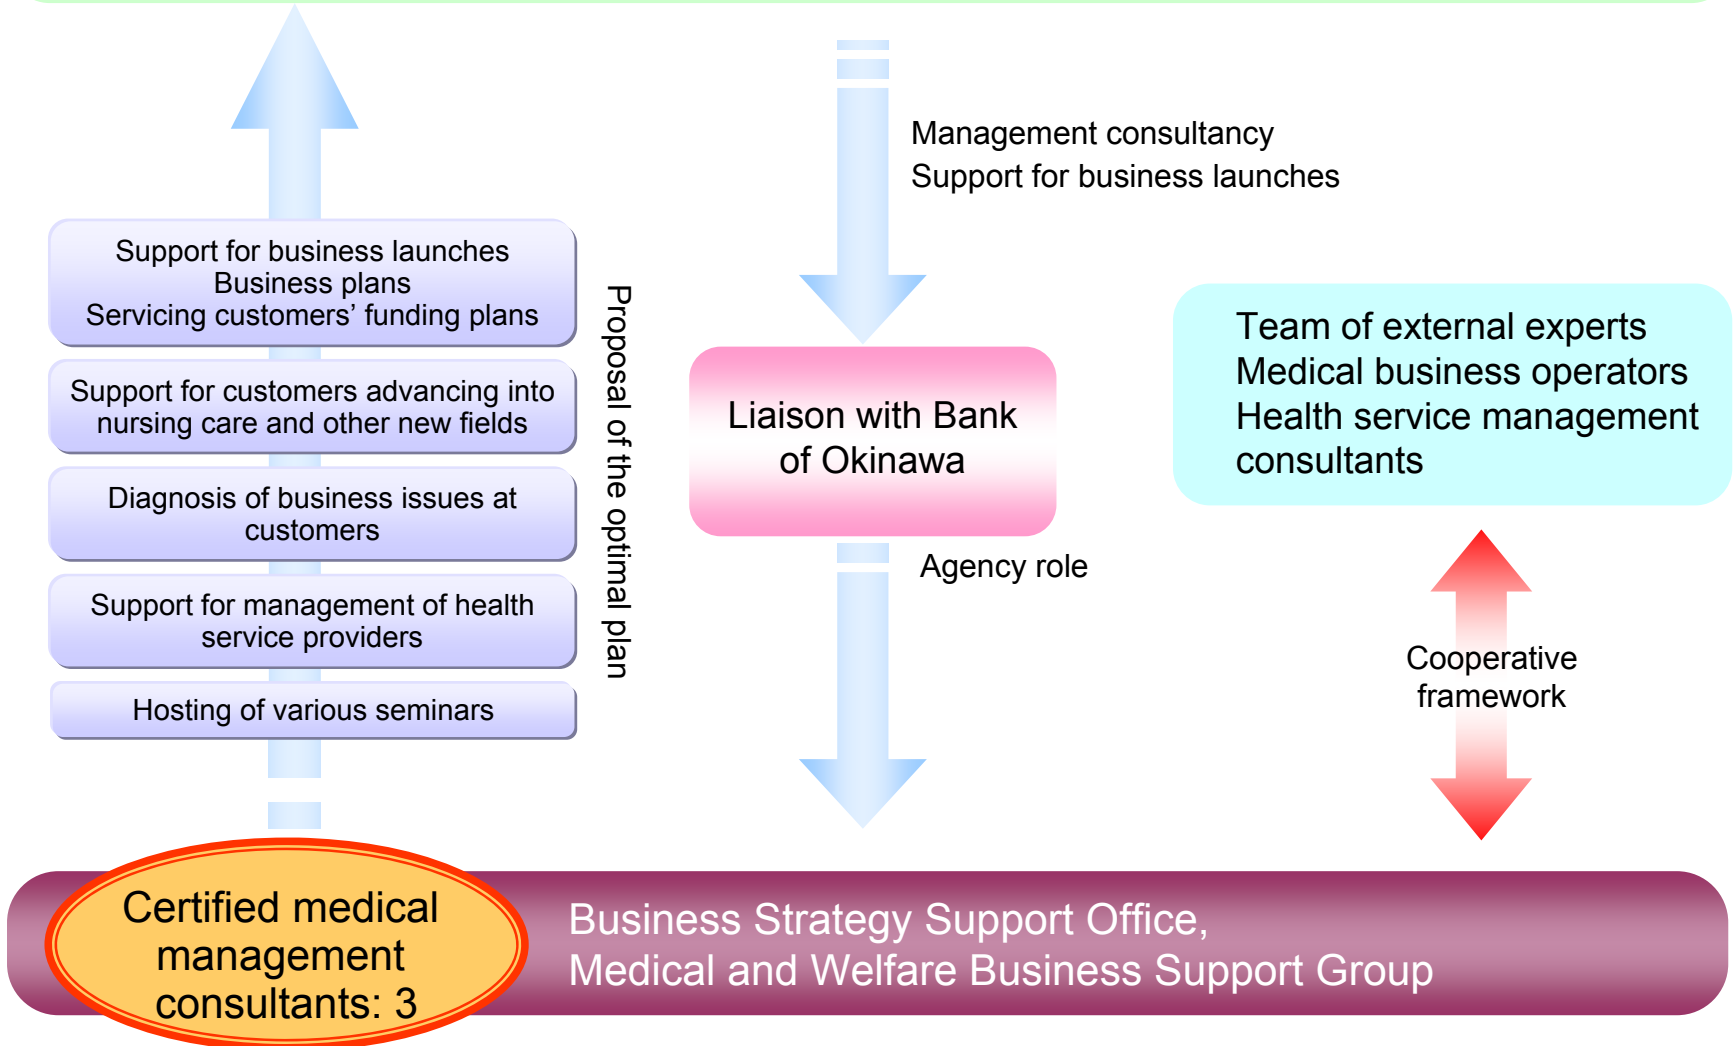 Management consultancy
Support for business launches
Support for business launches
Business plans
Servicing customers’ funding plans
Support for customers advancing into
nursing care and other new fields
Diagnosis of business issues at
customers
Support for management of health
service providers
Hosting of various seminars
Proposal of the optimal plan
Liaison with Bank
of Okinawa
Agency role
Team of external experts
Medical business operators
Health service management
consultants
Cooperative
framework
Certified medical
management
consultants: 3
Business Strategy Support Office,
Medical and Welfare Business Support Group